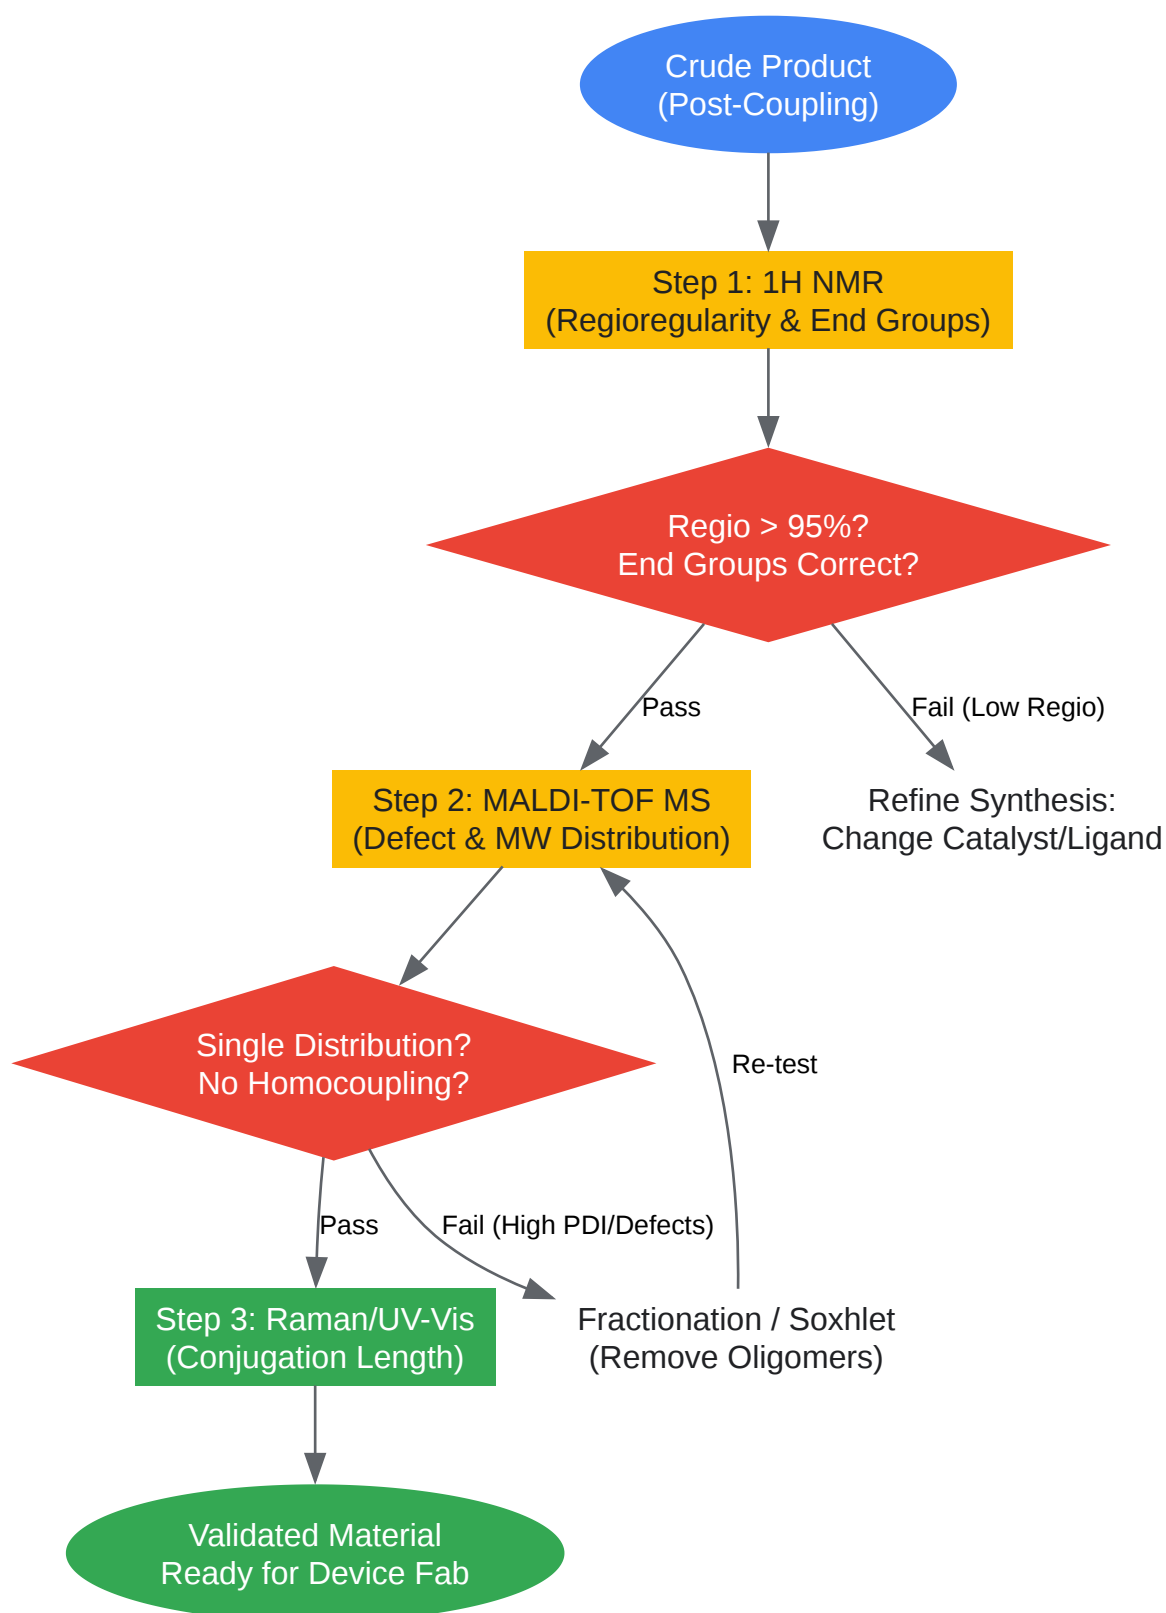 Crude Product
(Post-Coupling)
Step 1: 1H NMR
(Regioregularity & End Groups)
Regio > 95%?
End Groups Correct?
Pass
Fail (Low Regio)
Step 2: MALDI-TOF MS
(Defect & MW Distribution)
Refine Synthesis:
Change Catalyst/Ligand
Single Distribution?
No Homocoupling?
Re-test
Pass
Fail (High PDI/Defects)
Step 3: Raman/UV-Vis
(Conjugation Length)
Fractionation / Soxhlet
(Remove Oligomers)
Validated Material
Ready for Device Fab